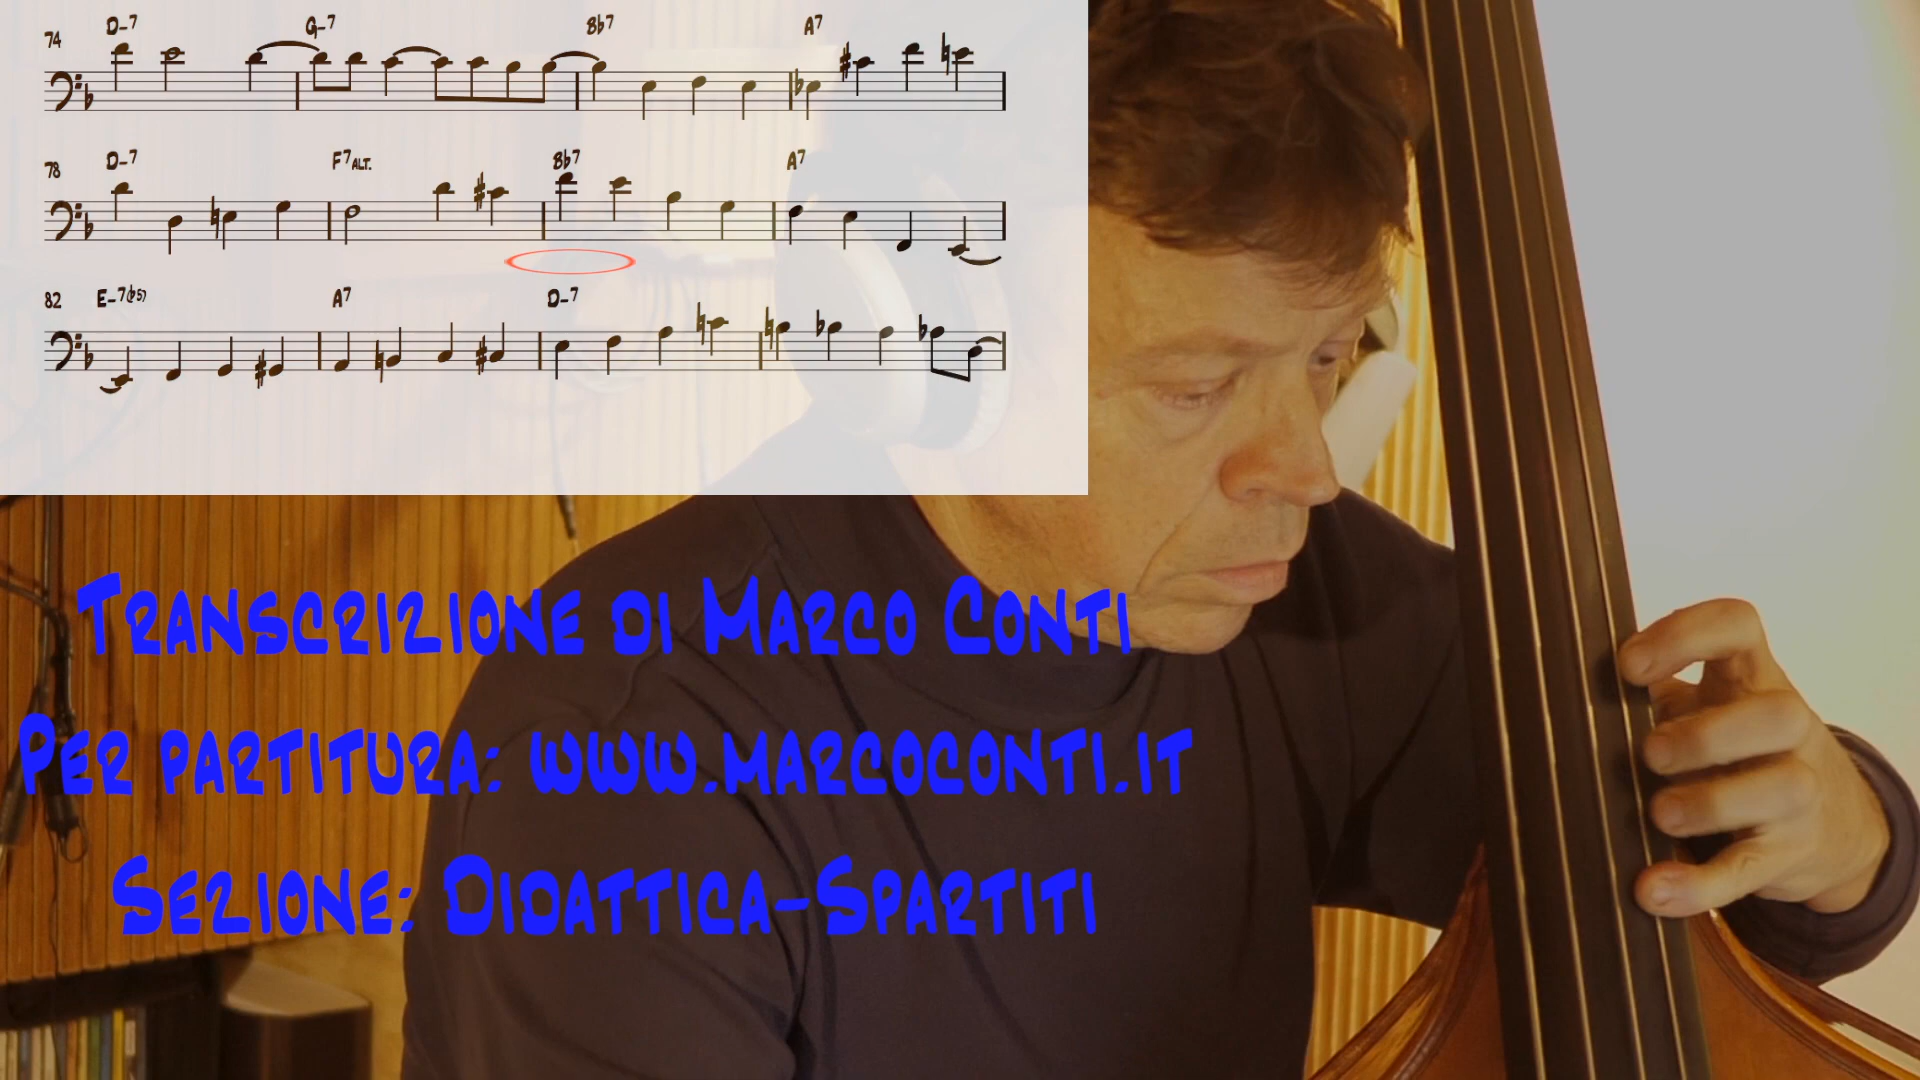 74 D-7 G-7 Bb7 A7
78 D-7 F7ALT. Bb7 A7
82 E-7(b5) A7 D-7
TRANSCRIZIONE DI MARCO CONTI
PER PARTITURA: WWW.MARCOCONTI.IT
SEZIONE: DIDATTICA-SPARTITI